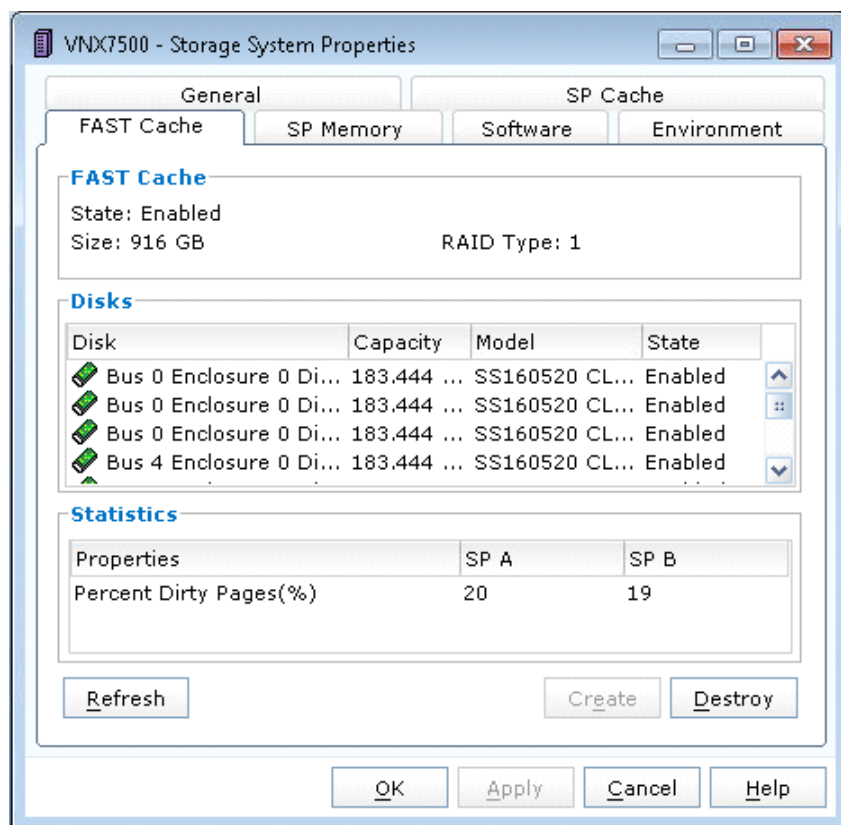 VNX7500 - Storage System Properties
General SP Cache
FAST Cache SP Memory Software Environment
FAST Cache
State: Enabled
Size: 916 GB RAID Type: 1
Disks
Disk Capacity Model State
Bus 0 Enclosure 0 Di... 183.444 ... SS160520 CL... Enabled
Bus 0 Enclosure 0 Di... 183.444 ... SS160520 CL... Enabled
Bus 0 Enclosure 0 Di... 183.444 ... SS160520 CL... Enabled
Bus 4 Enclosure 0 Di... 183.444 ... SS160520 CL... Enabled
Statistics
Properties SP A SP B
Percent Dirty Pages(%) 20 19
Refresh Create Destroy
OK Apply Cancel Help